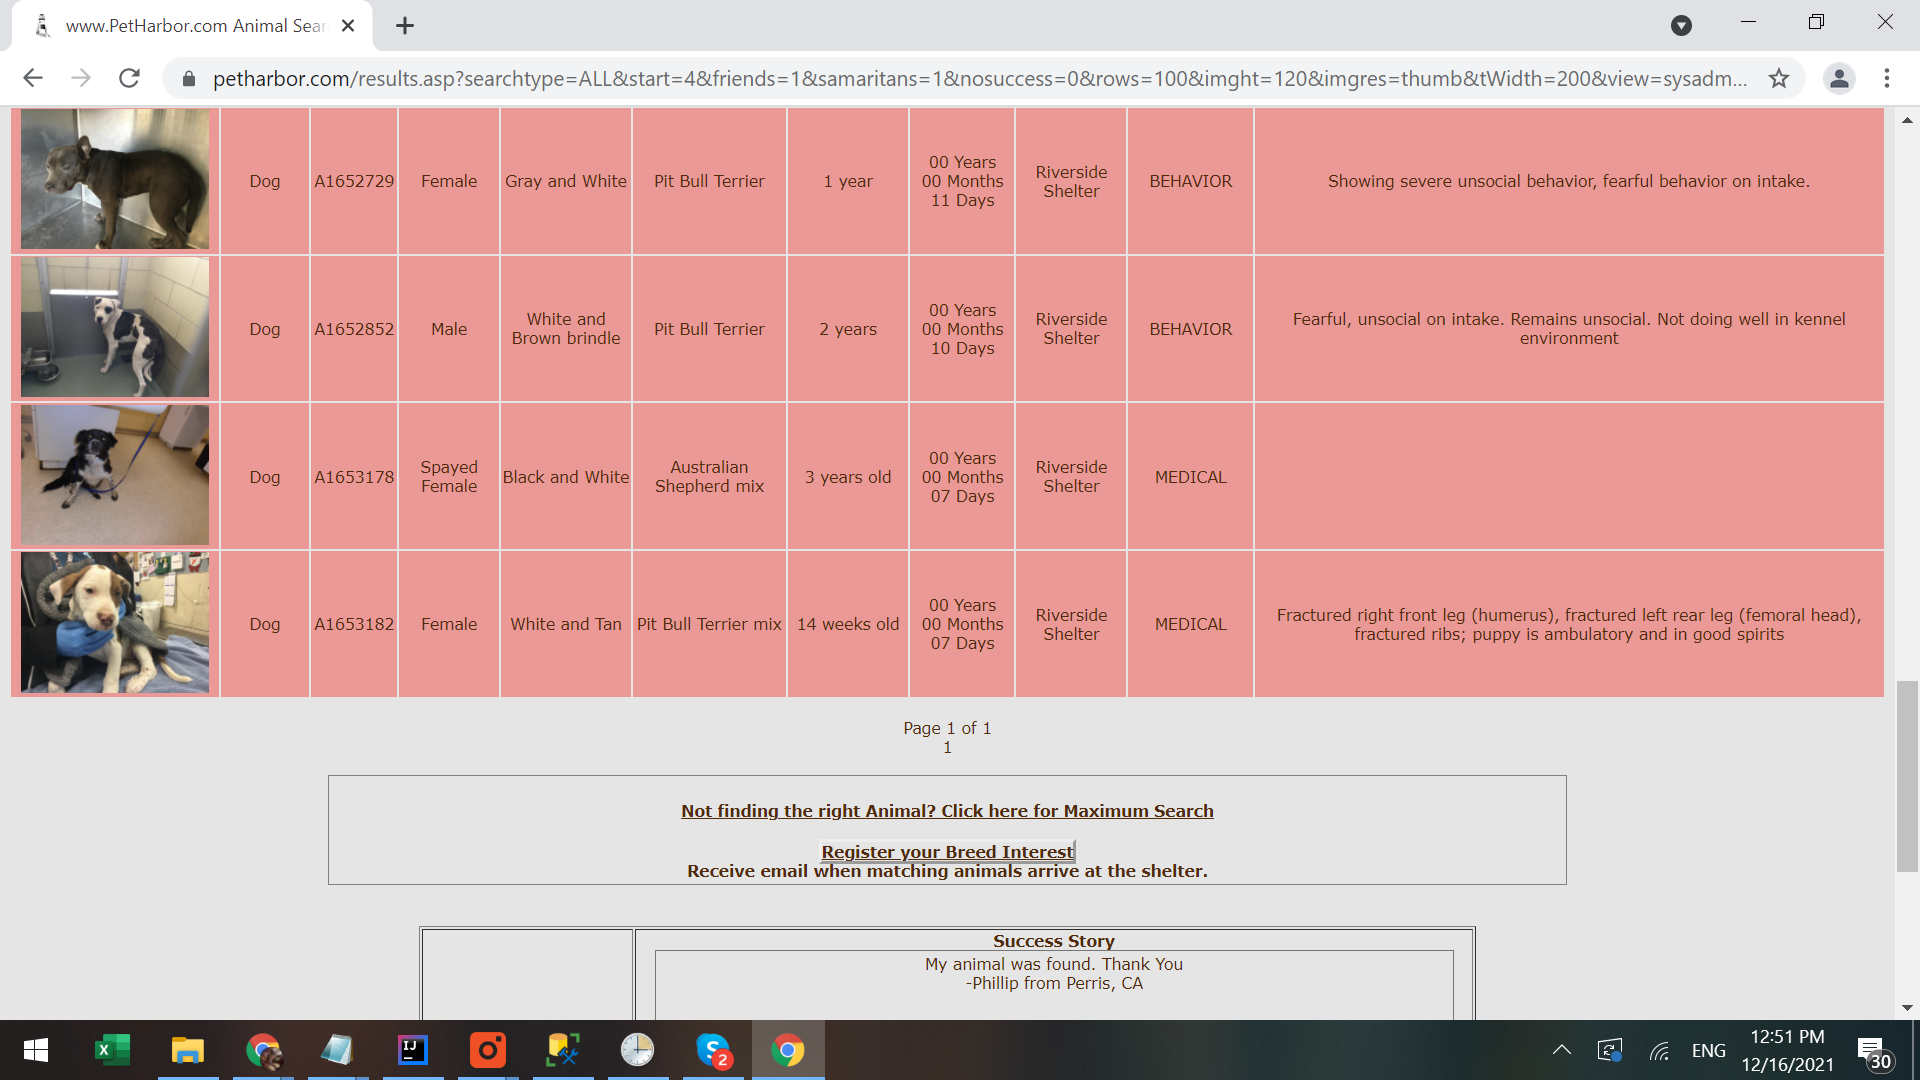 www.PetHarbor.com Animal Sear
petharbor.com/results.asp?searchtype=ALL&start=4&friends=1&samaritans=1&nosuccess=0&rows=100&imght=120&imgres=thumb&tWidth=200&view=sysadm...
Dog
A1652729
Female
Gray and White
Pit Bull Terrier
1 year
00 Years
00 Months
11 Days
Riverside
Shelter
BEHAVIOR
Showing severe unsocial behavior, fearful behavior on intake.
Dog
A1652852
Male
White and
Brown brindle
Pit Bull Terrier
2 years
00 Years
00 Months
10 Days
Riverside
Shelter
BEHAVIOR
Fearful, unsocial on intake. Remains unsocial. Not doing well in kennel
environment
Dog
A1653178
Spayed
Female
Black and White
Australian
Shepherd mix
3 years old
00 Years
00 Months
07 Days
Riverside
Shelter
MEDICAL
Dog
A1653182
Female
White and Tan
Pit Bull Terrier mix
14 weeks old
00 Years
00 Months
07 Days
Riverside
Shelter
MEDICAL
Fractured right front leg (humerus), fractured left rear leg (femoral head),
fractured ribs; puppy is ambulatory and in good spirits
Page 1 of 1
1
Not finding the right Animal? Click here for Maximum Search
Register your Breed Interest
Receive email when matching animals arrive at the shelter.
Success Story
My animal was found. Thank You
-Phillip from Perris, CA
X
IJ
S
2
ENG
12:51 PM
12/16/2021
30